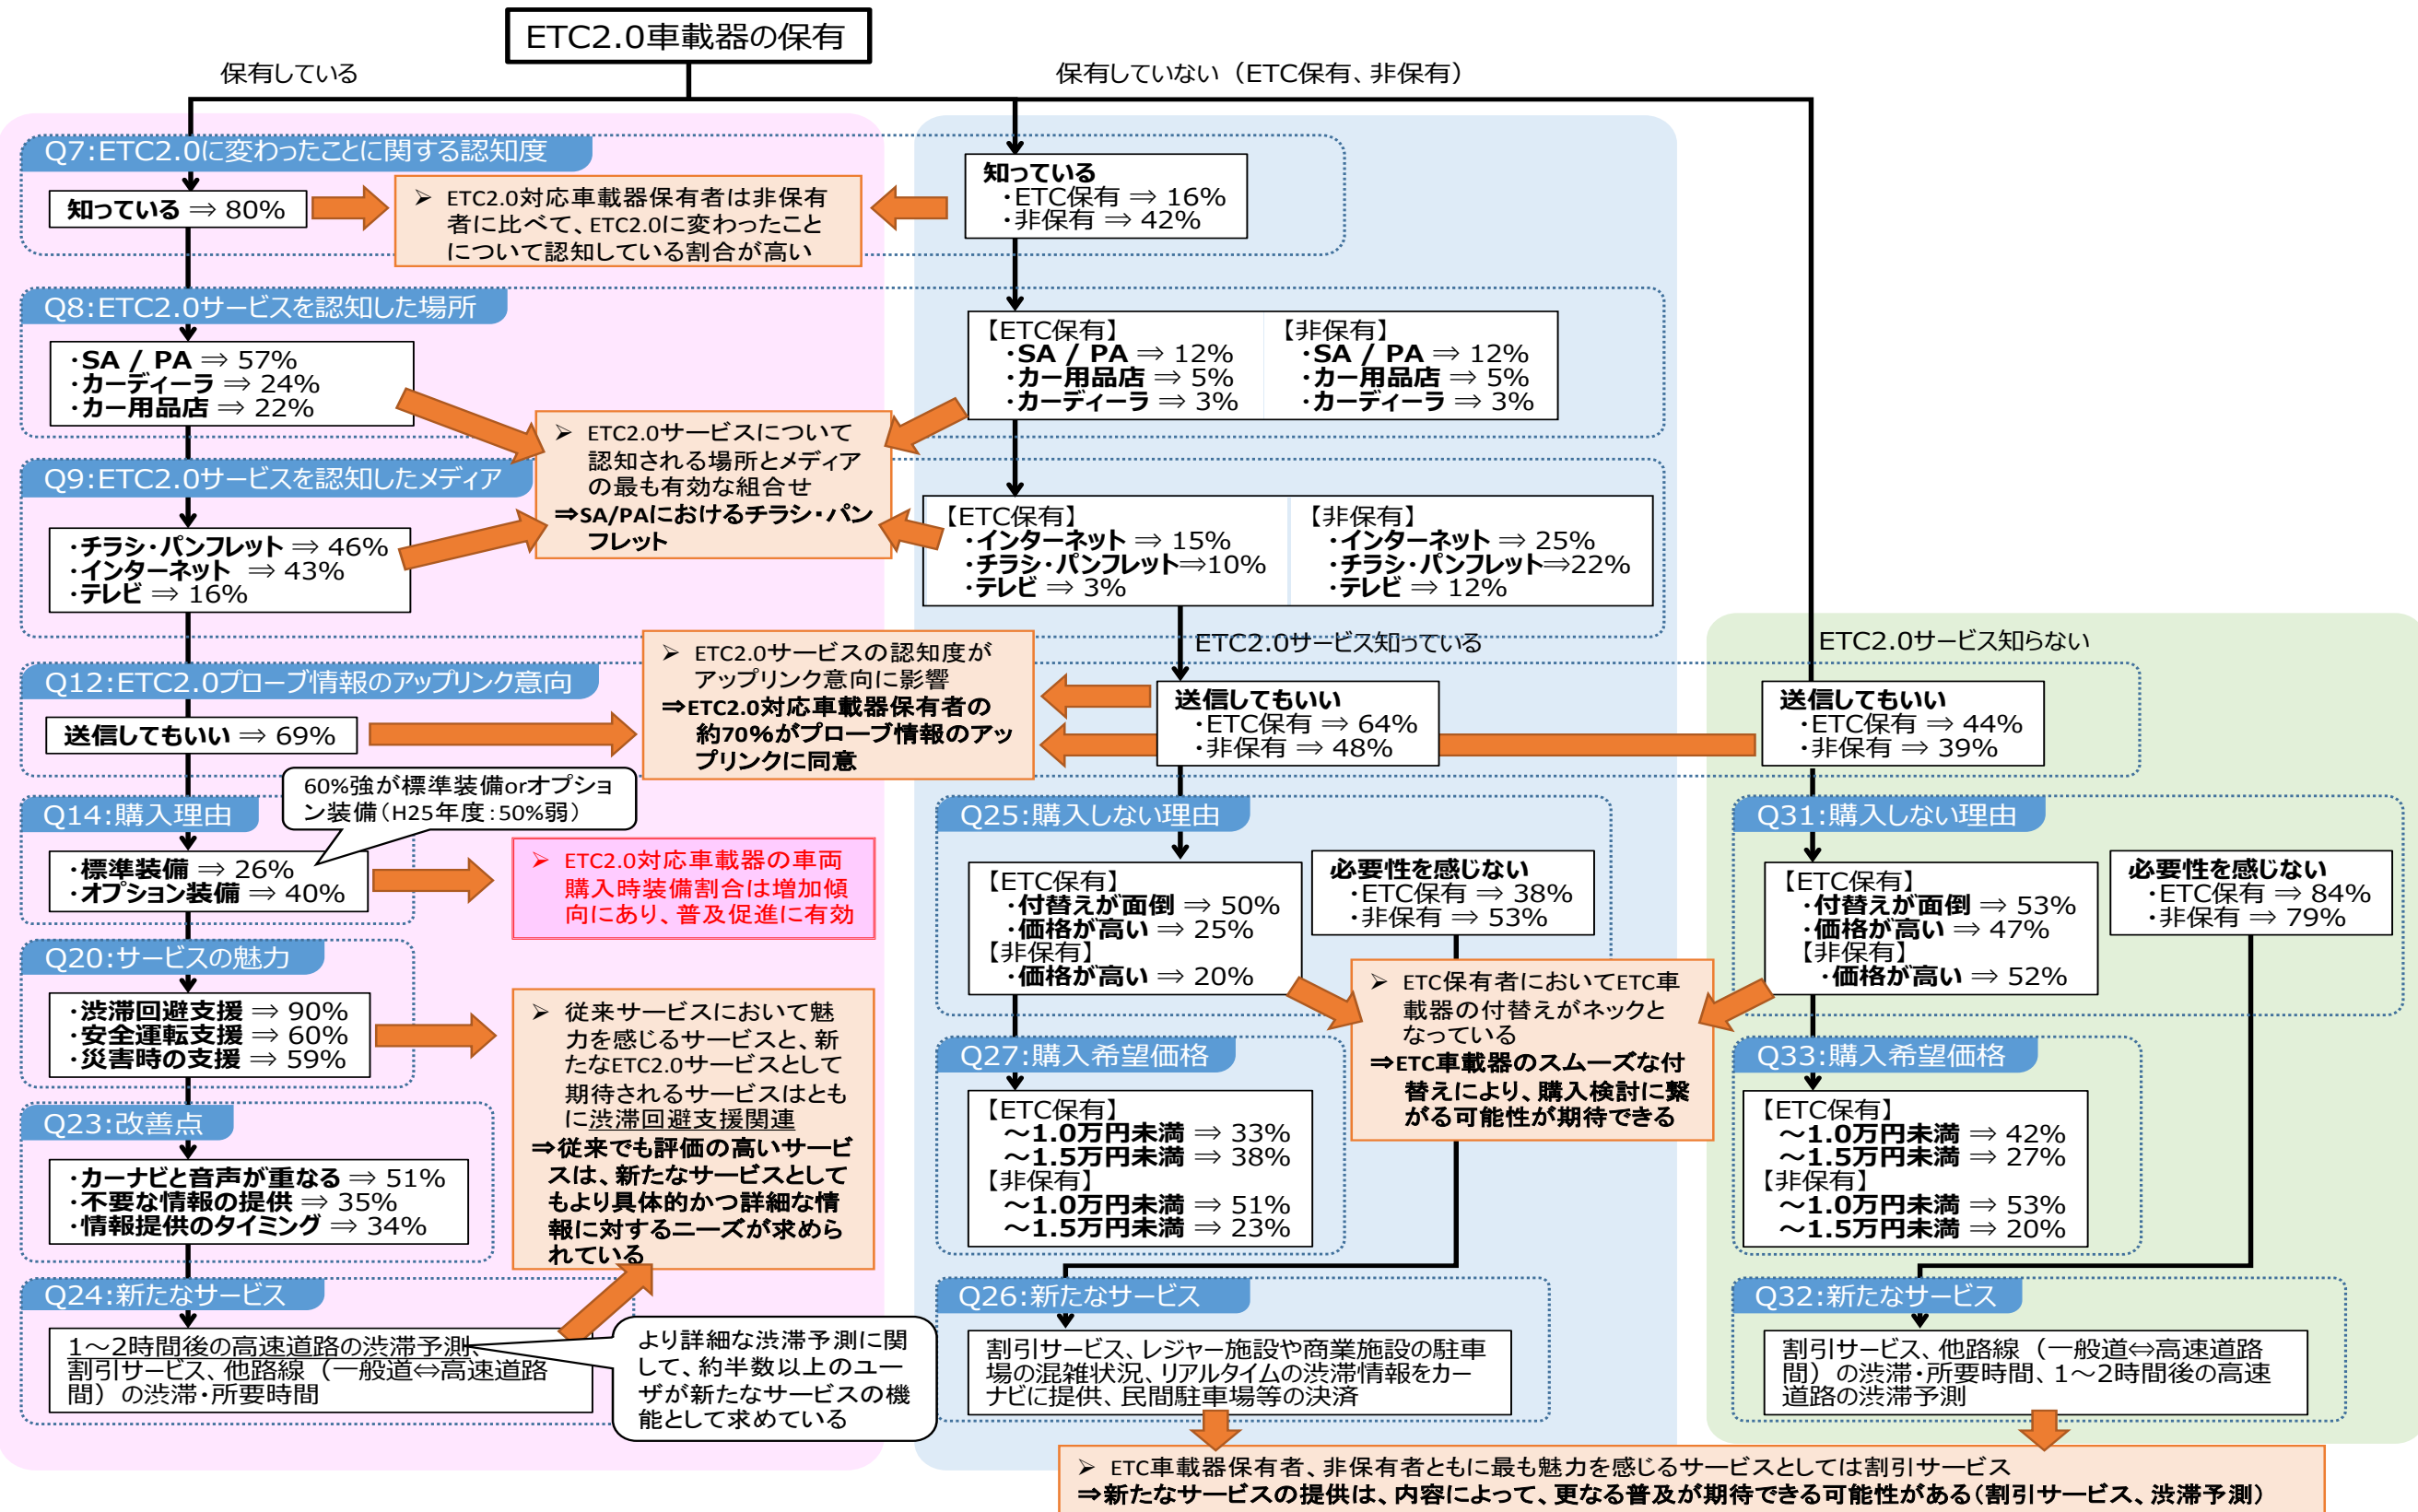 ETC2.0車載器の保有
保有している
保有していない（ETC保有、非保有）
Q7:ETC2.0に変わったことに関する認知度
知っている ⇒ 80%
➢ ETC2.0対応車載器保有者は非保有
者に比べて、ETC2.0に変わったこと
について認知している割合が高い
知っている
・ETC保有 ⇒ 16%
・非保有 ⇒ 42%
Q8:ETC2.0サービスを認知した場所
・SA / PA ⇒ 57%
・カーディーラ ⇒ 24%
・カー用品店 ⇒ 22%
【ETC保有】
・SA / PA ⇒ 12%
・カー用品店 ⇒ 5%
・カーディーラ ⇒ 3%
【非保有】
・SA / PA ⇒ 12%
・カー用品店 ⇒ 5%
・カーディーラ ⇒ 3%
➢ ETC2.0サービスについて
認知される場所とメディア
の最も有効な組合せ
⇒SA/PAにおけるチラシ・パン
フレット
Q9:ETC2.0サービスを認知したメディア
・チラシ・パンフレット ⇒ 46%
・インターネット ⇒ 43%
・テレビ ⇒ 16%
【ETC保有】
・インターネット ⇒ 15%
・チラシ・パンフレット⇒10%
・テレビ ⇒ 3%
【非保有】
・インターネット ⇒ 25%
・チラシ・パンフレット⇒22%
・テレビ ⇒ 12%
ETC2.0サービス知っている
ETC2.0サービス知らない
Q12:ETC2.0プローブ情報のアップリンク意向
送信してもいい ⇒ 69%
➢ ETC2.0サービスの認知度が
アップリンク意向に影響
⇒ETC2.0対応車載器保有者の
約70%がプローブ情報のアッ
プリンクに同意
送信してもいい
・ETC保有 ⇒ 64%
・非保有 ⇒ 48%
送信してもいい
・ETC保有 ⇒ 44%
・非保有 ⇒ 39%
60%強が標準装備orオプショ
ン装備（H25年度：50%弱）
Q14:購入理由
・標準装備 ⇒ 26%
・オプション装備 ⇒ 40%
➢ ETC2.0対応車載器の車両
購入時装備割合は増加傾
向にあり、普及促進に有効
Q25:購入しない理由
【ETC保有】
・付替えが面倒 ⇒ 50%
・価格が高い ⇒ 25%
【非保有】
・価格が高い ⇒ 20%
必要性を感じない
・ETC保有 ⇒ 38%
・非保有 ⇒ 53%
Q31:購入しない理由
【ETC保有】
・付替えが面倒 ⇒ 53%
・価格が高い ⇒ 47%
【非保有】
・価格が高い ⇒ 52%
必要性を感じない
・ETC保有 ⇒ 84%
・非保有 ⇒ 79%
Q20:サービスの魅力
・渋滞回避支援 ⇒ 90%
・安全運転支援 ⇒ 60%
・災害時の支援 ⇒ 59%
➢ 従来サービスにおいて魅
力を感じるサービスと、新
たなETC2.0サービスとして
期待されるサービスはとも
に渋滞回避支援関連
⇒従来でも評価の高いサービ
スは、新たなサービスとして
もより具体的かつ詳細な情
報に対するニーズが求めら
れている
➢ ETC保有者においてETC車
載器の付替えがネックと
なっている
⇒ETC車載器のスムーズな付
替えにより、購入検討に繋
がる可能性が期待できる
Q23:改善点
・カーナビと音声が重なる ⇒ 51%
・不要な情報の提供 ⇒ 35%
・情報提供のタイミング ⇒ 34%
Q27:購入希望価格
【ETC保有】
～1.0万円未満 ⇒ 33%
～1.5万円未満 ⇒ 38%
【非保有】
～1.0万円未満 ⇒ 51%
～1.5万円未満 ⇒ 23%
Q33:購入希望価格
【ETC保有】
～1.0万円未満 ⇒ 42%
～1.5万円未満 ⇒ 27%
【非保有】
～1.0万円未満 ⇒ 53%
～1.5万円未満 ⇒ 20%
Q24:新たなサービス
1～2時間後の高速道路の渋滞予測、
割引サービス、他路線（一般道⇔高速道路
間）の渋滞・所要時間
より詳細な渋滞予測に関
して、約半数以上のユー
ザが新たなサービスの機
能として求めている
Q26:新たなサービス
割引サービス、レジャー施設や商業施設の駐車
場の混雑状況、リアルタイムの渋滞情報をカー
ナビに提供、民間駐車場等の決済
Q32:新たなサービス
割引サービス、他路線（一般道⇔高速道路
間）の渋滞・所要時間、1～2時間後の高速
道路の渋滞予測
➢ ETC車載器保有者、非保有者ともに最も魅力を感じるサービスとしては割引サービス
⇒新たなサービスの提供は、内容によって、更なる普及が期待できる可能性がある（割引サービス、渋滞予測）